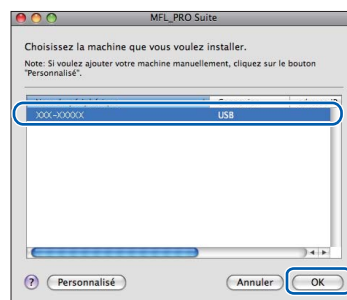 MFL_PRO Suite
Choisissez la machine que vous voulez installer.
Note: Si voulez ajouter votre machine manuellement, cliquez sur le bouton
"Personnalisé".
XXX-XXXXX USB
? Personnalisé Annuler OK